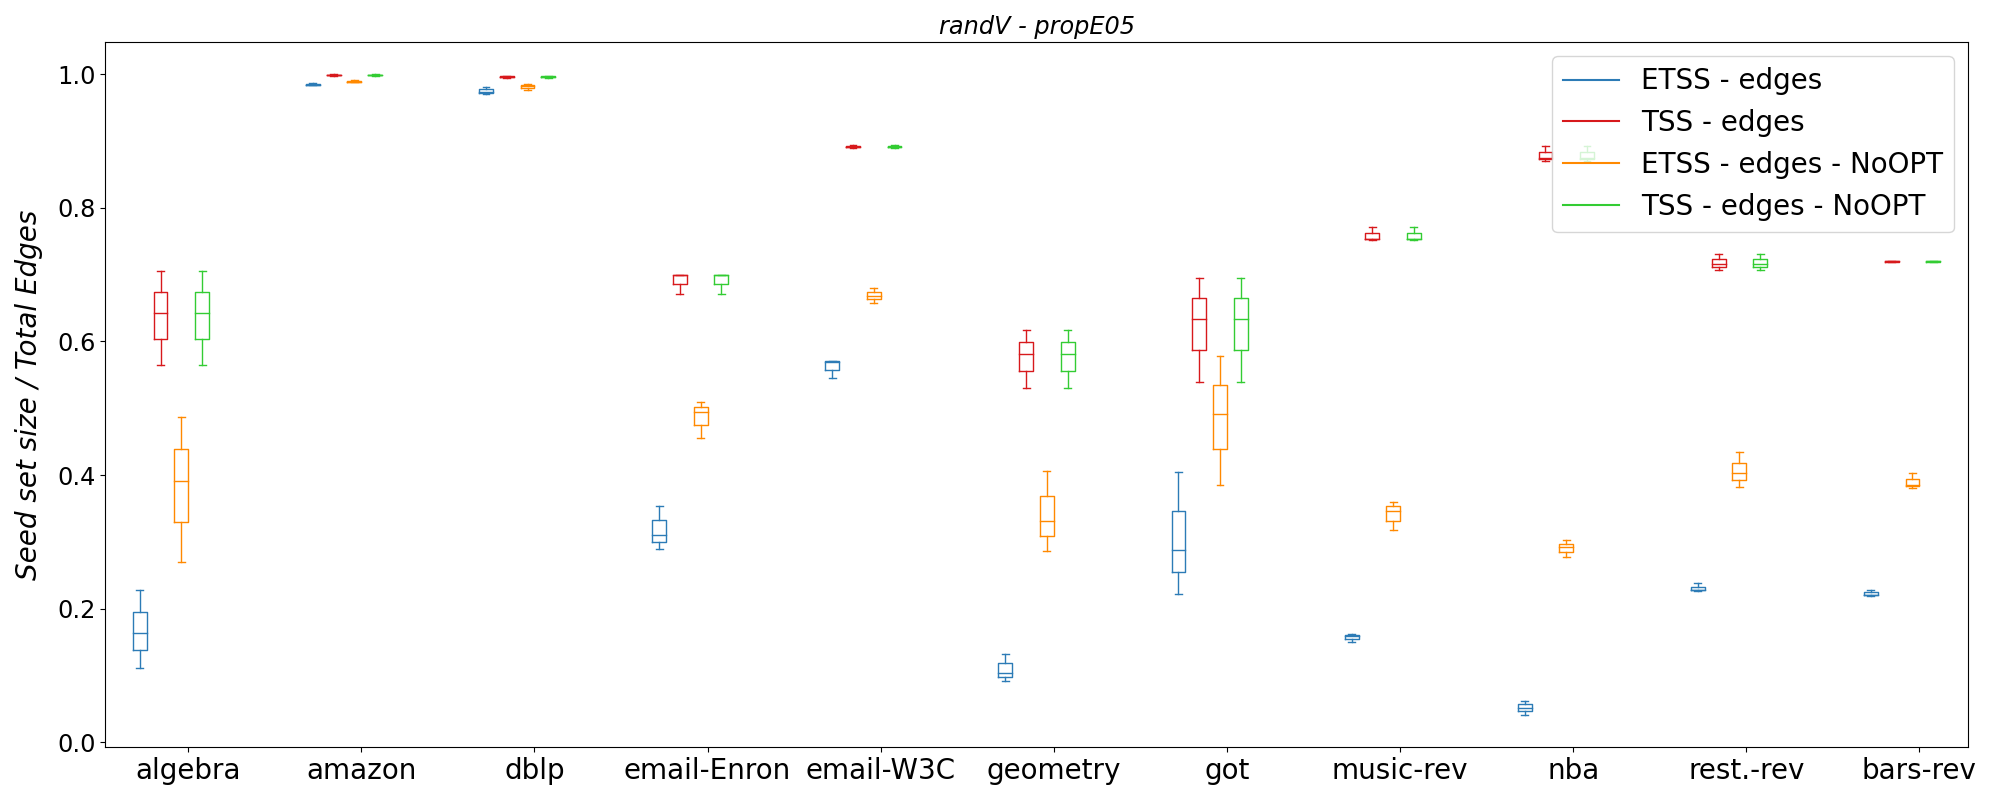 randV - propE05
Seed set size / Total Edges
1.0
0.8
0.6
0.4
0.2
0.0
ETSS - edges
TSS - edges
ETSS - edges - NoOPT
TSS - edges - NoOPT
algebra amazon dblp email-Enron email-W3C geometry got music-rev nba rest.-rev bars-rev